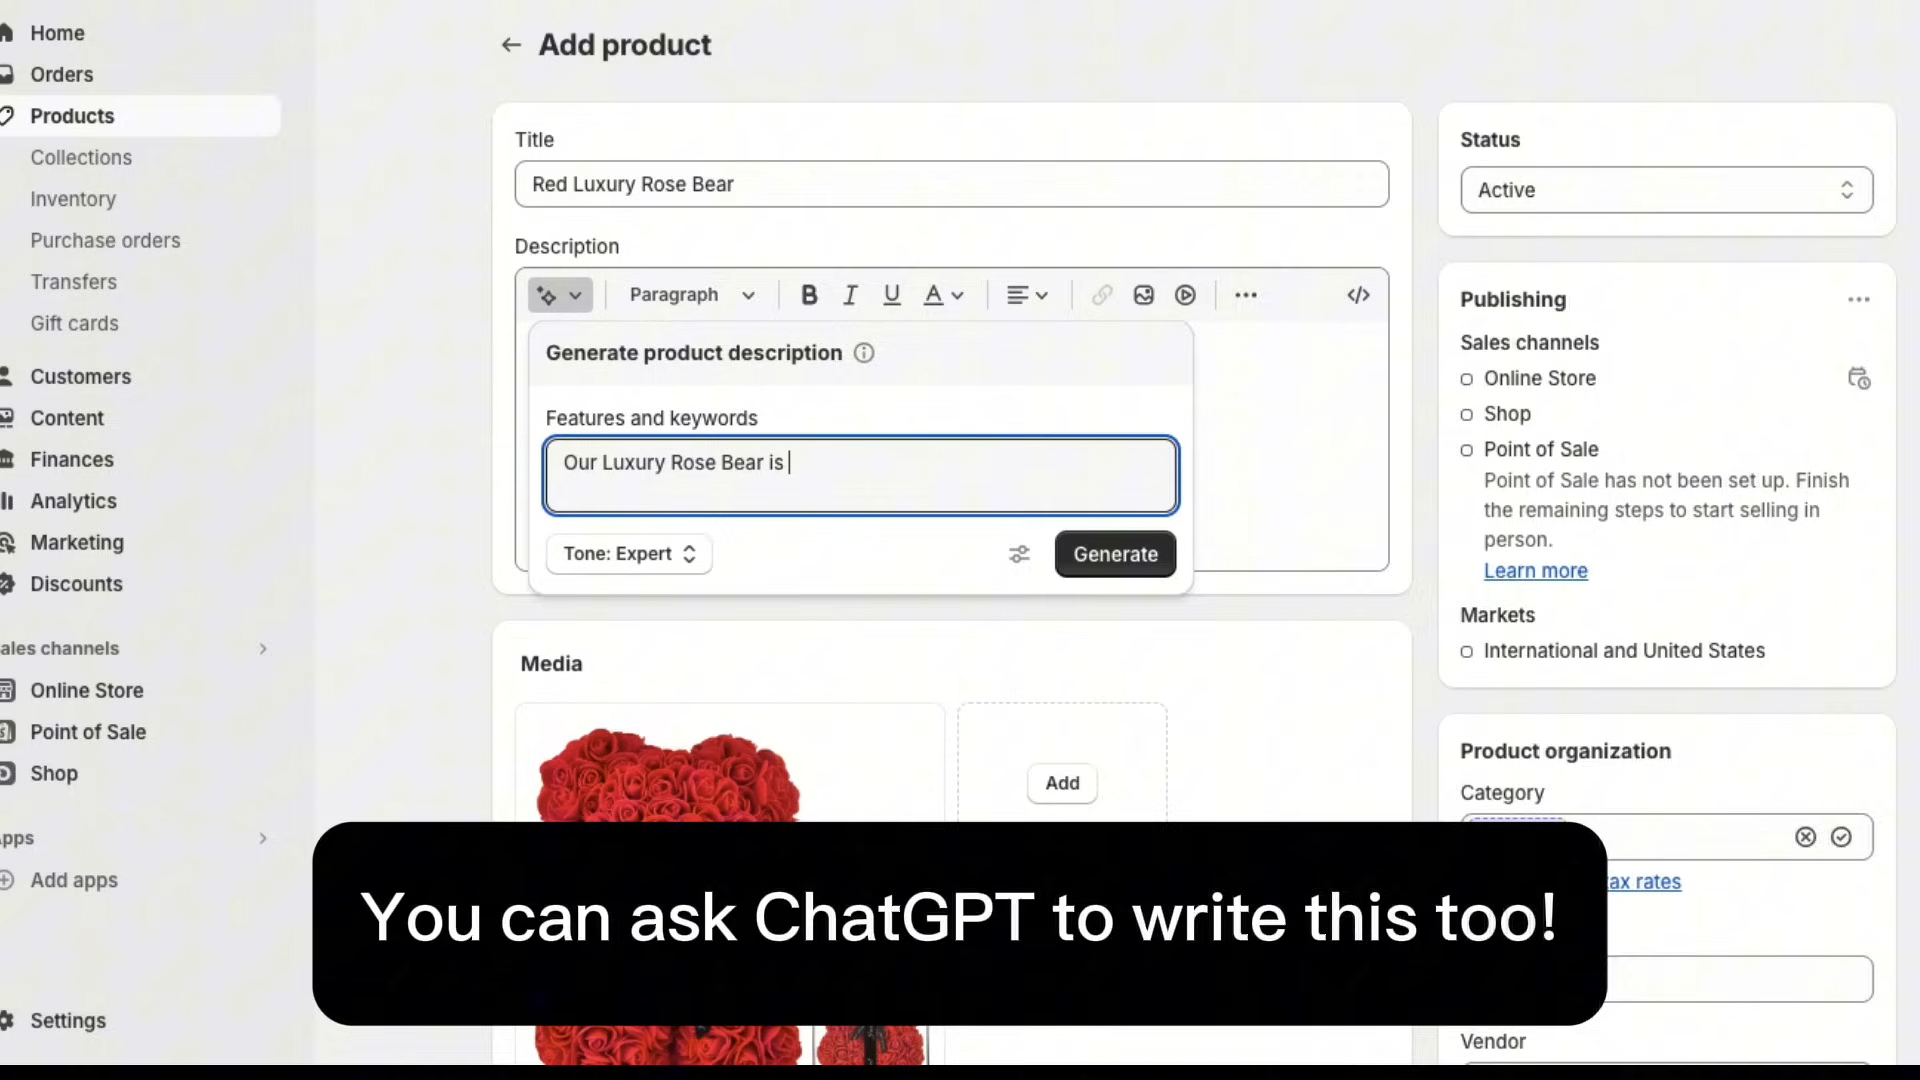 Home
Orders
Products
Collections
Inventory
Purchase orders
Transfers
Gift cards
Customers
Content
Finances
Analytics
Marketing
Discounts
ales channels
Online Store
Point of Sale
Shop
pps
Add apps
Settings
Add product
Title
Red Luxury Rose Bear
Description
Paragraph
B I U A
Generate product description
Features and keywords
Our Luxury Rose Bear is
Tone: Expert
Generate
Media
Add
Status
Active
Publishing
Sales channels
Online Store
Shop
Point of Sale
Point of Sale has not been set up. Finish
the remaining steps to start selling in
person.
Learn more
Markets
International and United States
Product organization
Category
tax rates
Vendor
You can ask ChatGPT to write this too!